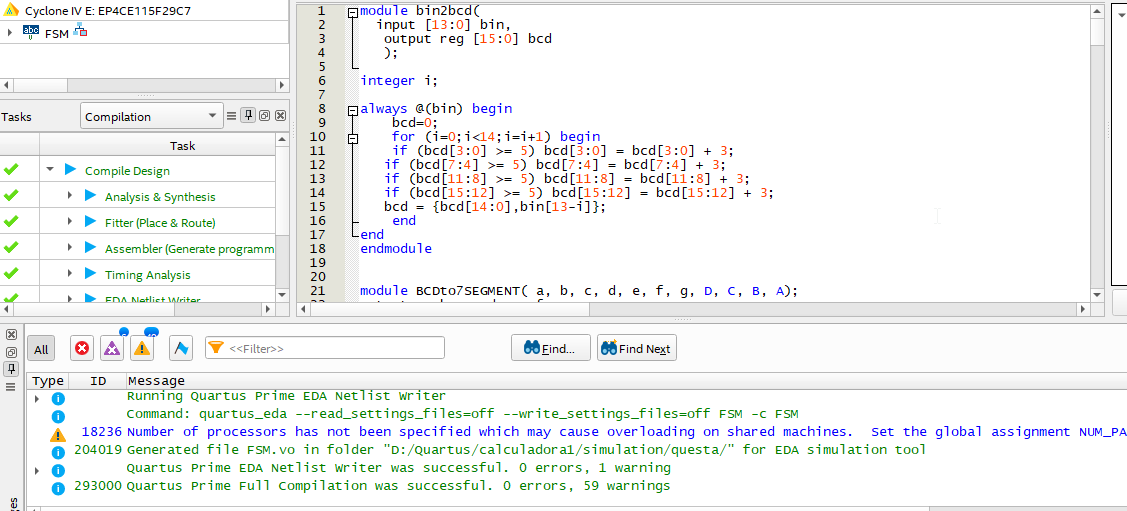 Cyclone IV E: EP4CE115F29C7
abc FSM
Tasks Compilation
Task
Compile Design
Analysis & Synthesis
Fitter (Place & Route)
Assembler (Generate programm
Timing Analysis
EDA Netlist Writer
1 module bin2bcd(
2 input [13:0] bin,
3 output reg [15:0] bcd
4 );
5
6 integer i;
7
8 always @(bin) begin
9 bcd=0;
10 for (i=0;i<14;i=i+1) begin
11 if (bcd[3:0] >= 5) bcd[3:0] = bcd[3:0] + 3;
12 if (bcd[7:4] >= 5) bcd[7:4] = bcd[7:4] + 3;
13 if (bcd[11:8] >= 5) bcd[11:8] = bcd[11:8] + 3;
14 if (bcd[15:12] >= 5) bcd[15:12] = bcd[15:12] + 3;
15 bcd = {bcd[14:0],bin[13-i]};
16 end
17 end
18 endmodule
19
20
21 module BCDto7SEGMENT( a, b, c, d, e, f, g, D, C, B, A);
All <<Filter>> Find... Find Next
Type ID Message
Running Quartus Prime EDA Netlist Writer
Command: quartus_eda --read_settings_files=off --write_settings_files=off FSM -c FSM
18236 Number of processors has not been specified which may cause overloading on shared machines. Set the global assignment NUM_PA
204019 Generated file FSM.vo in folder "D:/Quartus/calculadora1/simulation/questa/" for EDA simulation tool
Quartus Prime EDA Netlist Writer was successful. 0 errors, 1 warning
293000 Quartus Prime Full Compilation was successful. 0 errors, 59 warnings